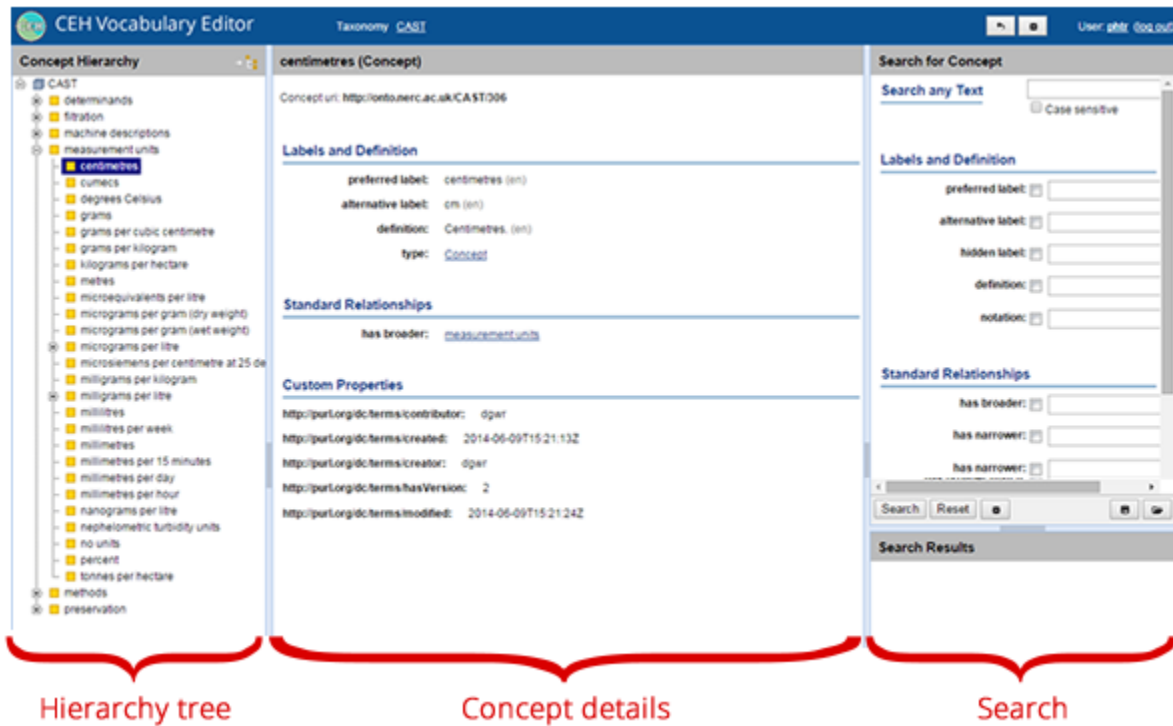 CEH Vocabulary Editor
Taxonomy CAST
User: phtr (log out)
Concept Hierarchy
CAST
determinands
filtration
machine descriptions
measurement units
centimetres
cumecs
degrees Celsius
grams
grams per cubic centimetre
grams per kilogram
kilograms per hectare
metres
microequivalents per litre
micrograms per gram (dry weight)
micrograms per gram (wet weight)
micrograms per litre
microsiemens per centimetre at 25 de
milligrams per kilogram
milligrams per litre
millilitres
millilitres per week
millimetres
millimetres per 15 minutes
millimetres per day
millimetres per hour
nanograms per litre
nephelometric turbidity units
no units
percent
tonnes per hectare
methods
preservation
centimetres (Concept)
Concept uri: http://onto.nerc.ac.uk/CAST/306
Labels and Definition
preferred label: centimetres (en)
alternative label: cm (en)
definition: Centimetres. (en)
type: Concept
Standard Relationships
has broader: measurement units
Custom Properties
http://purl.org/dc/terms/contributor: dgwr
http://purl.org/dc/terms/created: 2014-06-09T15:21:13Z
http://purl.org/dc/terms/creator: dgwr
http://purl.org/dc/terms/hasVersion: 2
http://purl.org/dc/terms/modified: 2014-06-09T15:21:24Z
Search for Concept
Search any Text
Case sensitive
Labels and Definition
preferred label:
alternative label:
hidden label:
definition:
notation:
Standard Relationships
has broader:
has narrower:
has narrower:
Search Reset
Search Results
Hierarchy tree
Concept details
Search